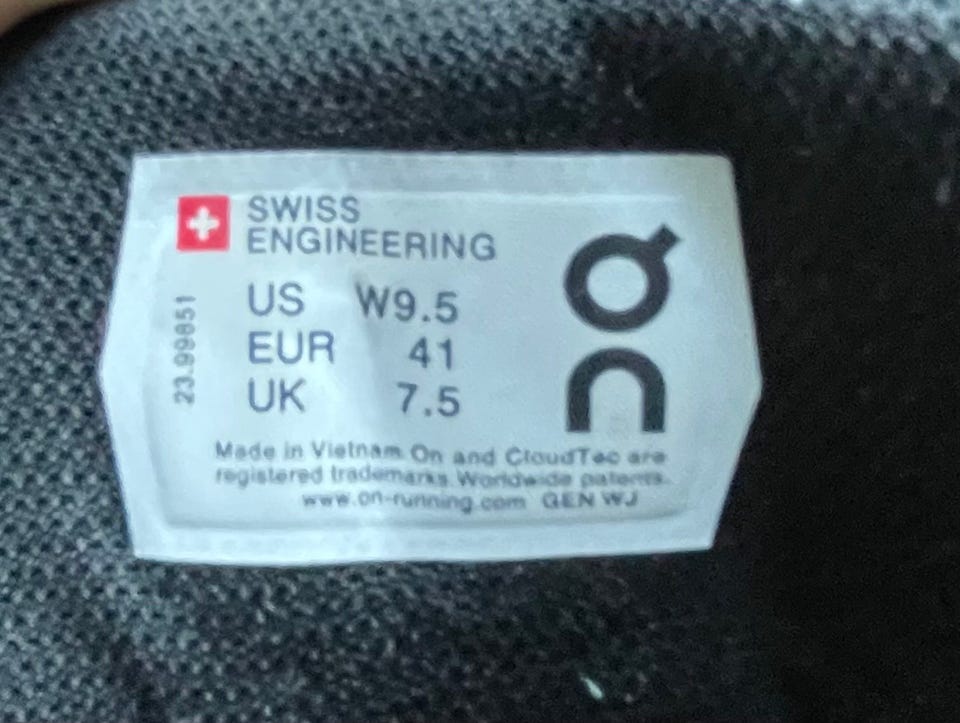 SWISS
ENGINEERING
US W9.5
EUR 41
UK 7.5
23.99851
Made in Vietnam On and CloudTec are
registered trademarks. Worldwide patents.
www.on-running.com GEN WJ
On